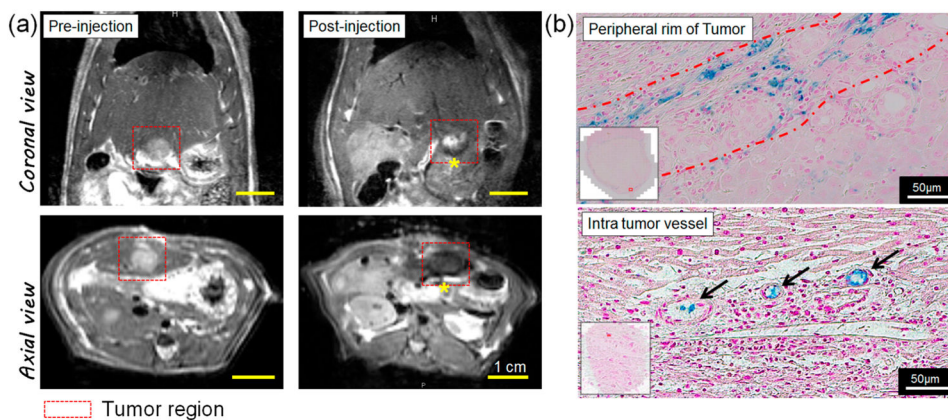 (a)
Pre-injection
H
Post-injection
Coronal view
*
Axial view
*
1 cm
P
Tumor region
(b)
Peripheral rim of Tumor
50μm
Intra tumor vessel
50μm